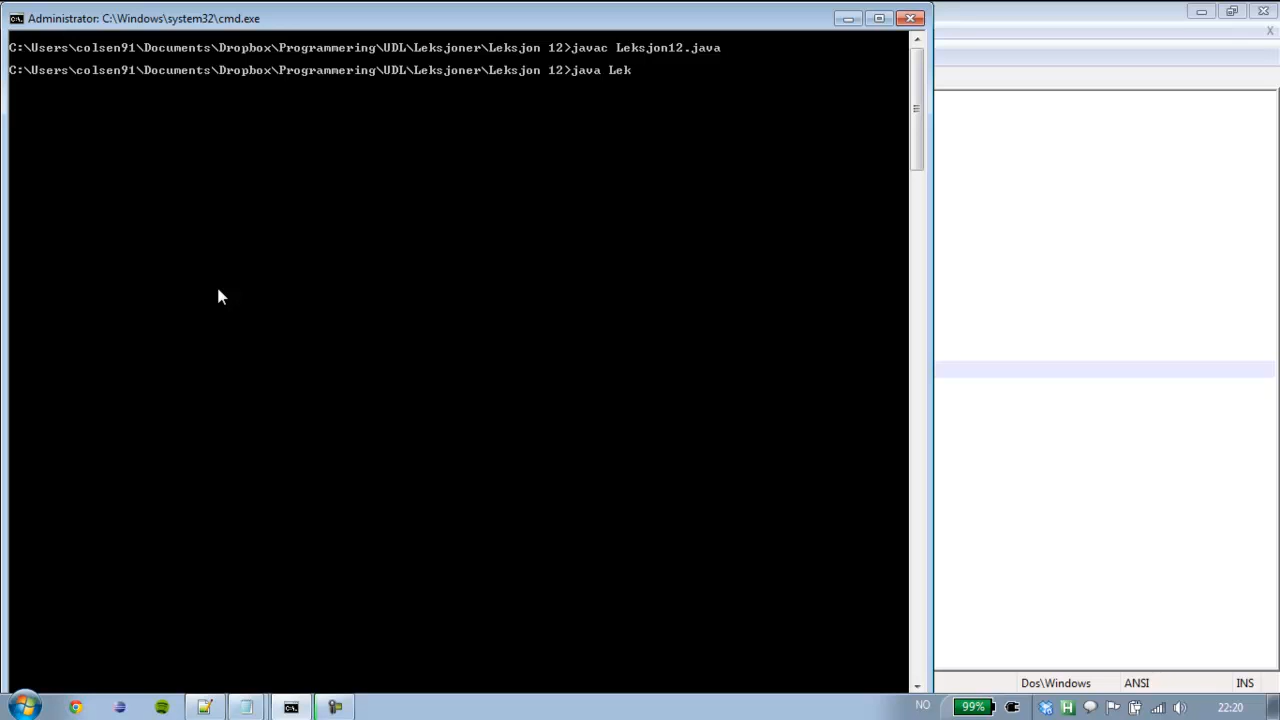 Administrator: C:\Windows\system32\cmd.exe
C:\Users\colsen91\Documents\Dropbox\Programmering\UDL\Leksjoner\Leksjon 12>javac Leksjon12.java
C:\Users\colsen91\Documents\Dropbox\Programmering\UDL\Leksjoner\Leksjon 12>java Lek
Dos\Windows ANSI INS
NO 99% H 22:20